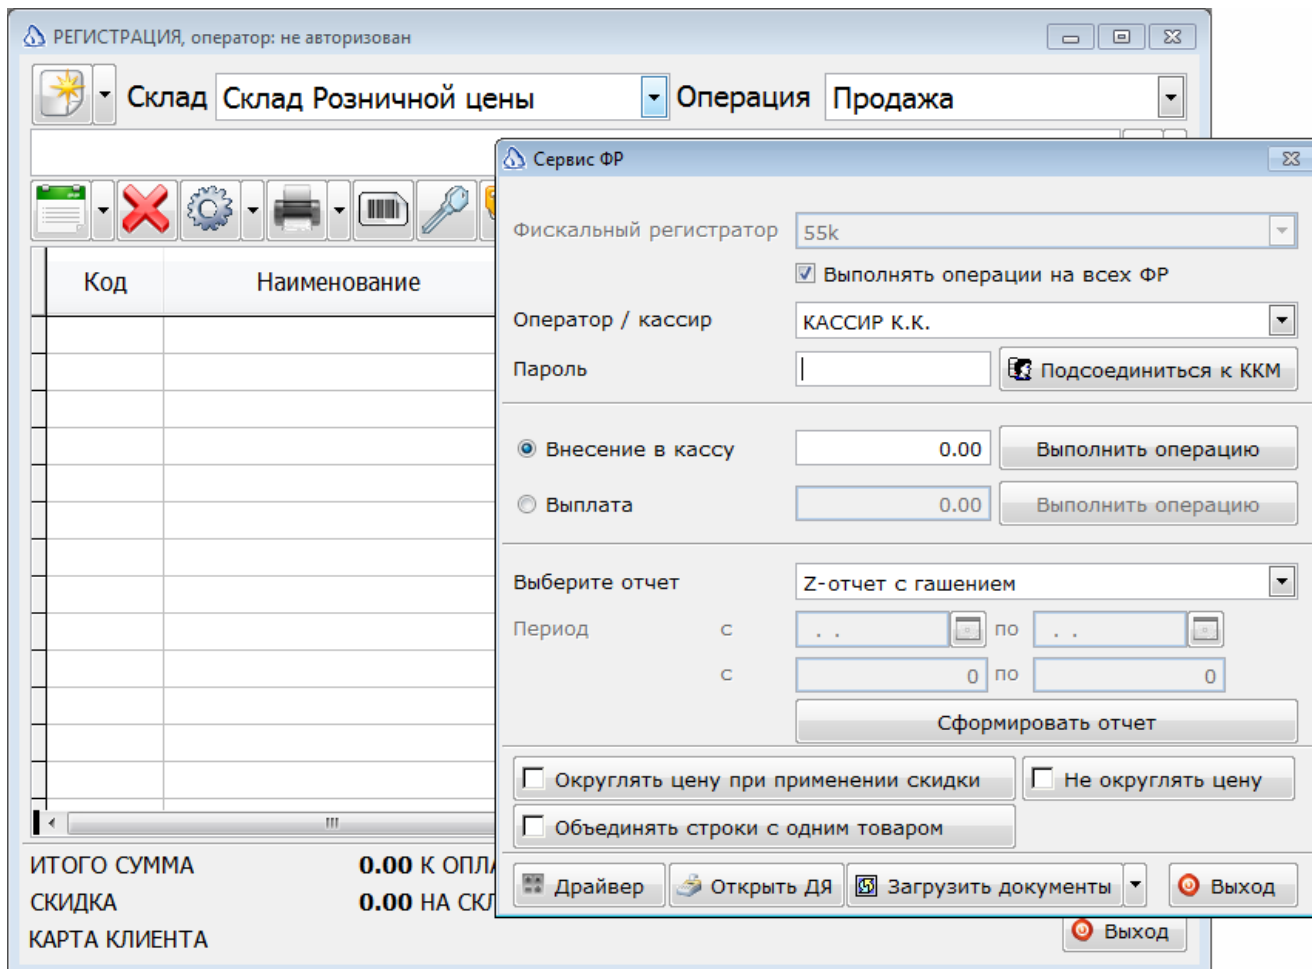 РЕГИСТРАЦИЯ, оператор: не авторизован
Склад Склад Розничной цены Операция Продажа
Код Наименование
ИТОГО СУММА 0.00 К ОПЛА
СКИДКА 0.00 НА СКЛ
КАРТА КЛИЕНТА
Выход
Сервис ФР
Фискальный регистратор 55k
Выполнять операции на всех ФР
Оператор / кассир КАССИР К.К.
Пароль Подсоединиться к ККМ
Внесение в кассу 0.00 Выполнить операцию
Выплата 0.00 Выполнить операцию
Выберите отчет Z-отчет с гашением
Период с . . по . .
с 0 по 0
Сформировать отчет
Округлять цену при применении скидки Не округлять цену
Объединять строки с одним товаром
Драйвер Открыть ДЯ Загрузить документы Выход